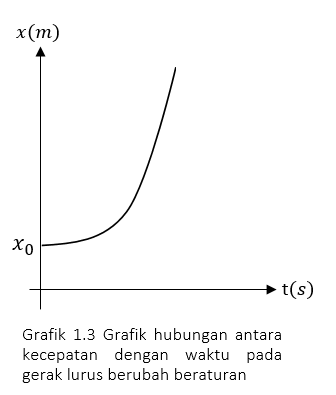 x(m)
x₀
t(s)
Grafik 1.3 Grafik hubungan antara
kecepatan dengan waktu pada
gerak lurus berubah beraturan